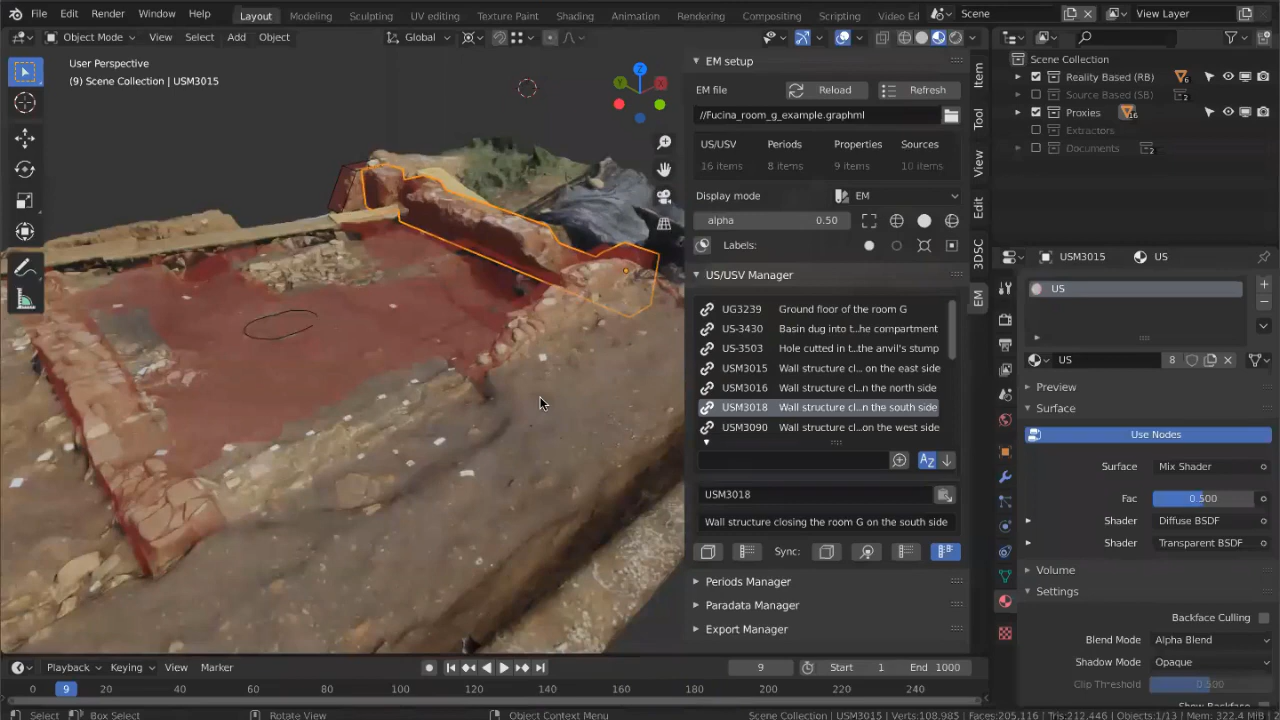 File Edit Render Window Help Layout Modeling Sculpting UV editing Texture Paint Shading Animation Rendering Compositing Scripting Video Ed Scene View Layer
Object Mode View Select Add Object Global
User Perspective
(9) Scene Collection | USM3015
EM setup
EM file Reload Refresh
//Fucina_room_g_example.graphml
US/USV Periods Properties Sources
16 items 8 items 9 items 10 items
Display mode EM
alpha 0.50
Labels:
US/USV Manager
UG3239 Ground floor of the room G
US-3430 Basin dug into t...he compartment
US-3503 Hole cutted in t...the anvil's stump
USM3015 Wall structure cl... on the east side
USM3016 Wall structure cl...n the north side
USM3018 Wall structure cl...n the south side
USM3090 Wall structure cl...on the west side
USM3018
Wall structure closing the room G on the south side
Sync:
Periods Manager
Paradata Manager
Export Manager
Item
Tool
View
Edit
3DSC
EM
Scene Collection
Reality Based (RB) 6
Source Based (SB) 2
Proxies 16
Extractors
Documents 2
USM3015 US
US
US 8
Preview
Surface
Use Nodes
Surface Mix Shader
Fac 0.500
Shader Diffuse BSDF
Shader Transparent BSDF
Volume
Settings
Backface Culling
Blend Mode Alpha Blend
Shadow Mode Opaque
Clip Threshold 0.500
Playback Keying View Marker 9 Start 1 End 1000
0 9 20 40 60 80 100 120 140 160 180 200 220 240
Select Box Select Rotate View Object Context Menu Scene Collection | USM3015 | Verts:108,985 | Faces:205,116 | Tris:212,446 | Objects:1/13 | Mem: 322.4 MiB